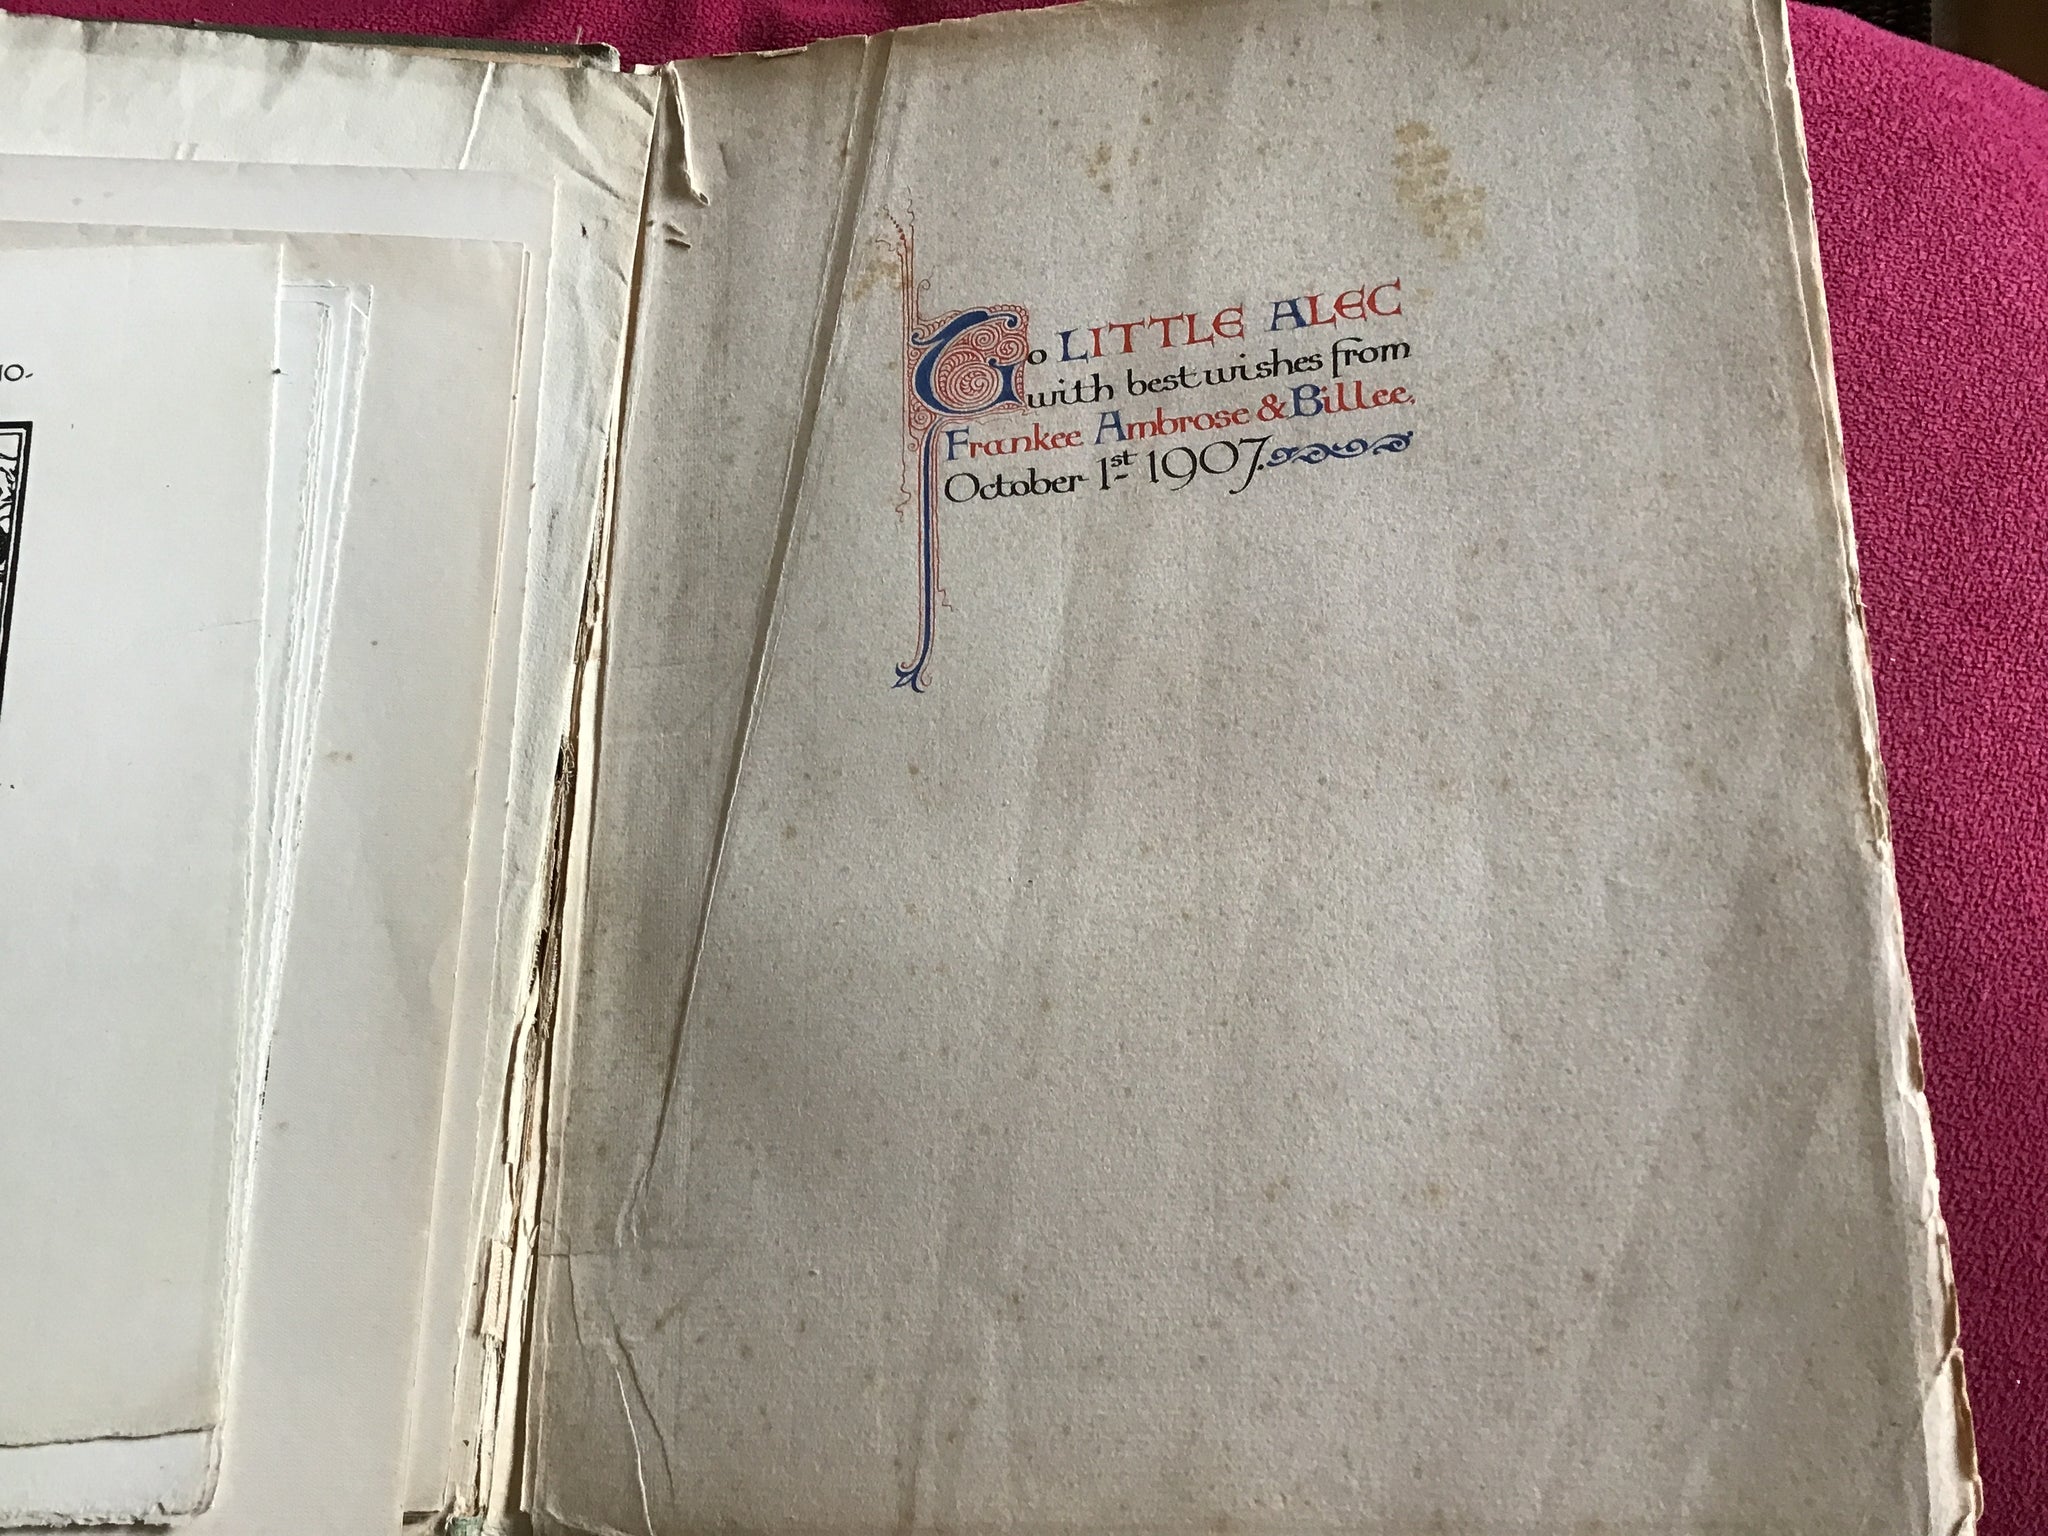 To LITTLE ALEC
with best wishes from
Frankee Ambrose & Billee,
October 1st 1907.